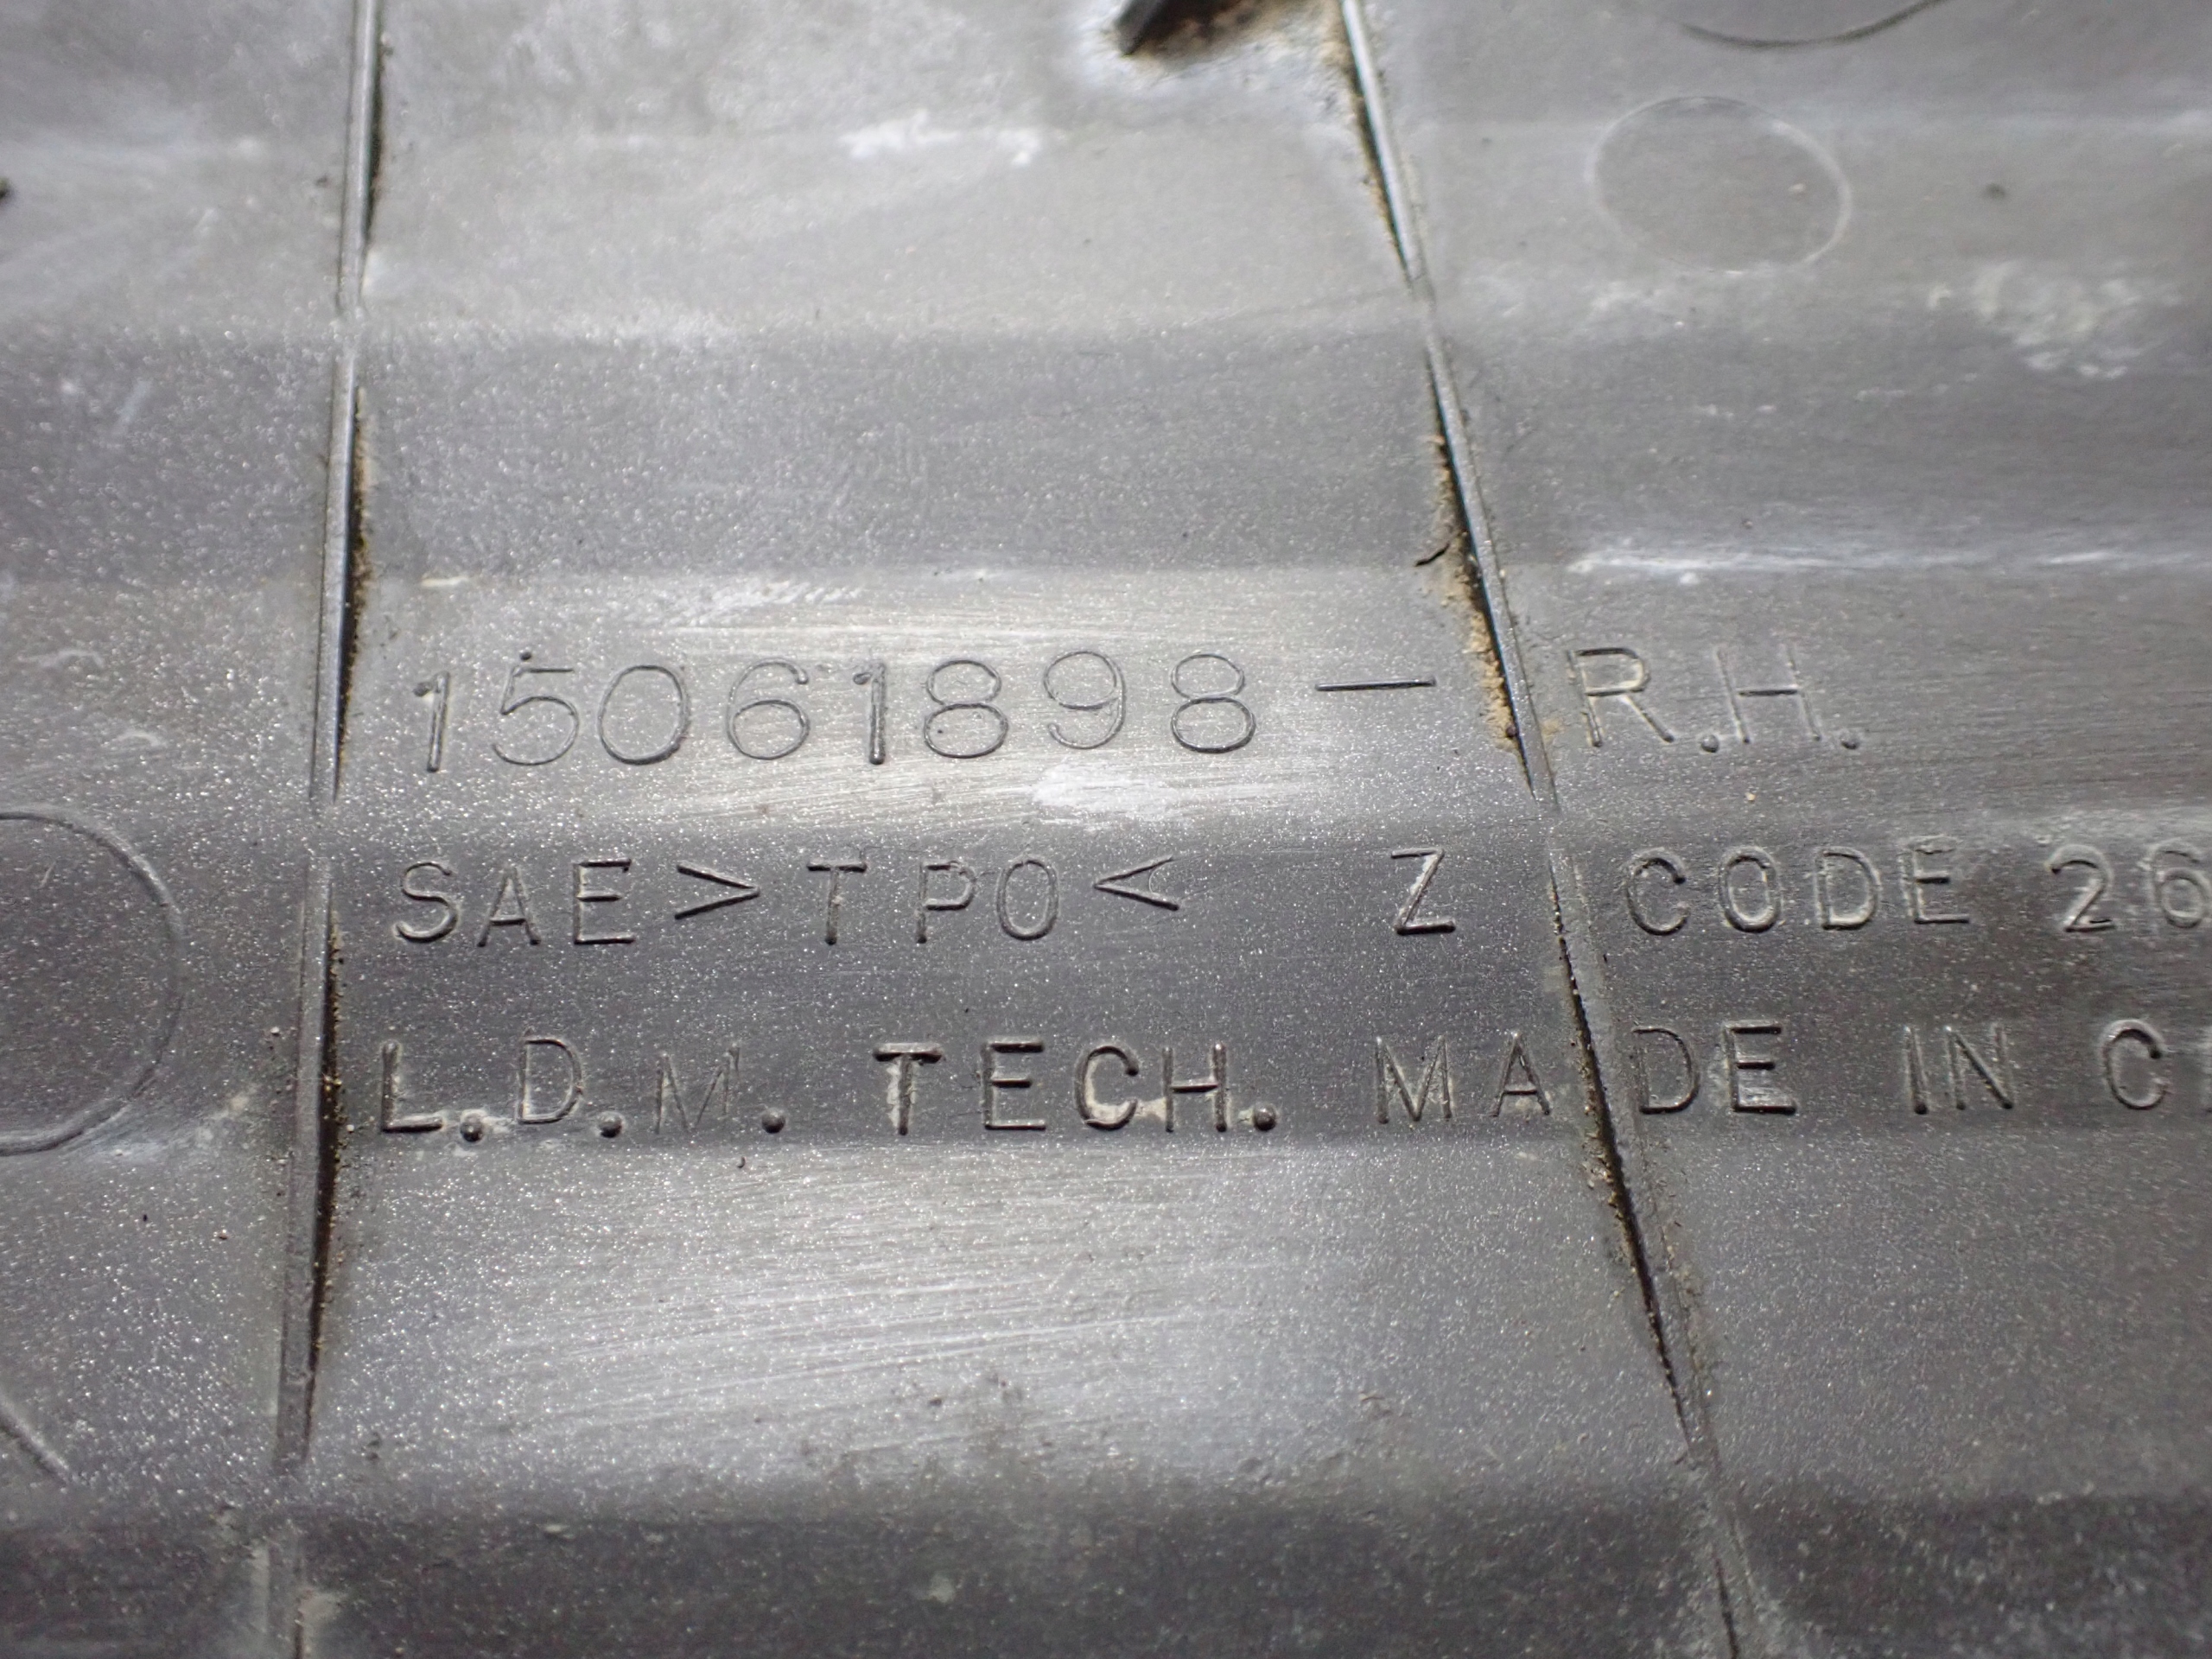 15061898 - R.H.
SAE >TPO< Z CODE 26
L.D.M. TECH. MADE IN